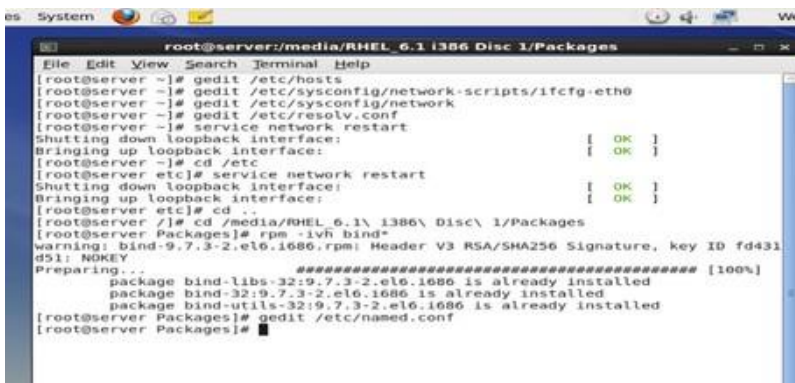 es System We
root@server:/media/RHEL_6.1 i386 Disc 1/Packages
File Edit View Search Terminal Help
[root@server ~]# gedit /etc/hosts
[root@server ~]# gedit /etc/sysconfig/network-scripts/ifcfg-eth0
[root@server ~]# gedit /etc/sysconfig/network
[root@server ~]# gedit /etc/resolv.conf
[root@server ~]# service network restart
Shutting down loopback interface: [ OK ]
Bringing up loopback interface: [ OK ]
[root@server ~]# cd /etc
[root@server etc]# service network restart
Shutting down loopback interface: [ OK ]
Bringing up loopback interface: [ OK ]
[root@server etc]# cd ..
[root@server /]# cd /media/RHEL_6.1\ i386\ Disc\ 1/Packages
[root@server Packages]# rpm -ivh bind*
warning: bind-9.7.3-2.el6.i686.rpm: Header V3 RSA/SHA256 Signature, key ID fd431
d51: NOKEY
Preparing... ########################################### [100%]
package bind-libs-32:9.7.3-2.el6.i686 is already installed
package bind-32:9.7.3-2.el6.i686 is already installed
package bind-utils-32:9.7.3-2.el6.i686 is already installed
[root@server Packages]# gedit /etc/named.conf
[root@server Packages]#